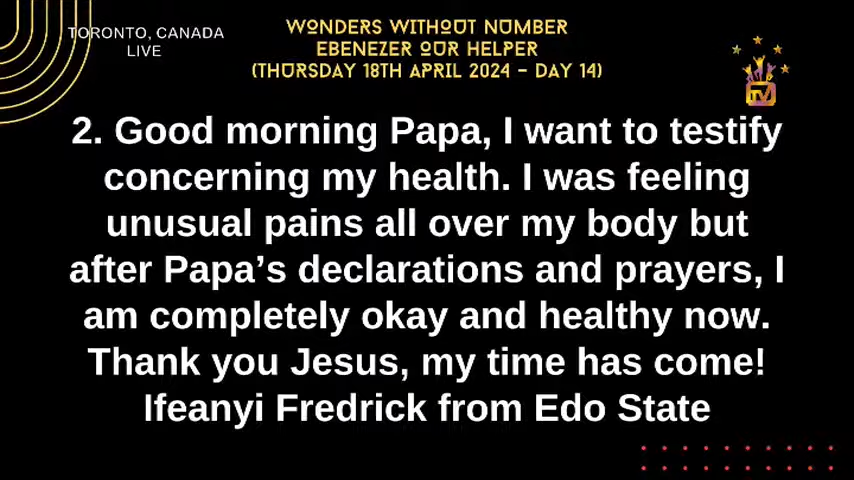 TORONTO, CANADA
LIVE
WONDERS WITHOUT NUMBER
EBENEZER OUR HELPER
(THURSDAY 18TH APRIL 2024 - DAY 14)
TV
2. Good morning Papa, I want to testify
concerning my health. I was feeling
unusual pains all over my body but
after Papa’s declarations and prayers, I
am completely okay and healthy now.
Thank you Jesus, my time has come!
Ifeanyi Fredrick from Edo State